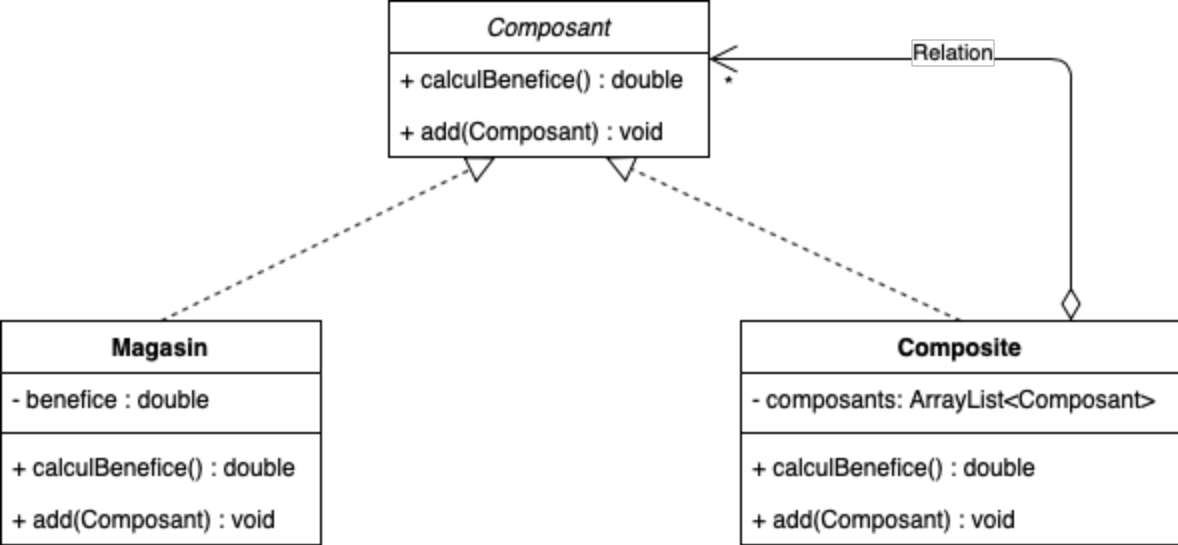 Composant
+ calculBenefice() : double
+ add(Composant) : void
Relation
*
Magasin
- benefice : double
+ calculBenefice() : double
+ add(Composant) : void
Composite
- composants: ArrayList<Composant>
+ calculBenefice() : double
+ add(Composant) : void